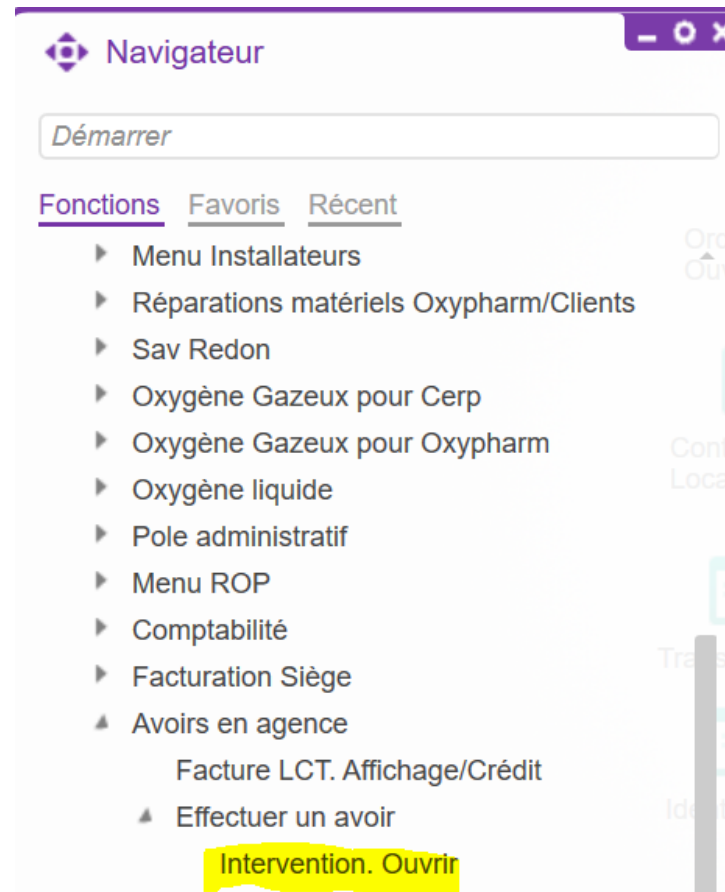 Navigateur
Démarrer
Fonctions Favoris Récent
Menu Installateurs
Réparations matériels Oxypharm/Clients
Sav Redon
Oxygène Gazeux pour Cerp
Oxygène Gazeux pour Oxypharm
Oxygène liquide
Pole administratif
Menu ROP
Comptabilité
Facturation Siège
Avoirs en agence
Facture LCT. Affichage/Crédit
Effectuer un avoir
Intervention. Ouvrir